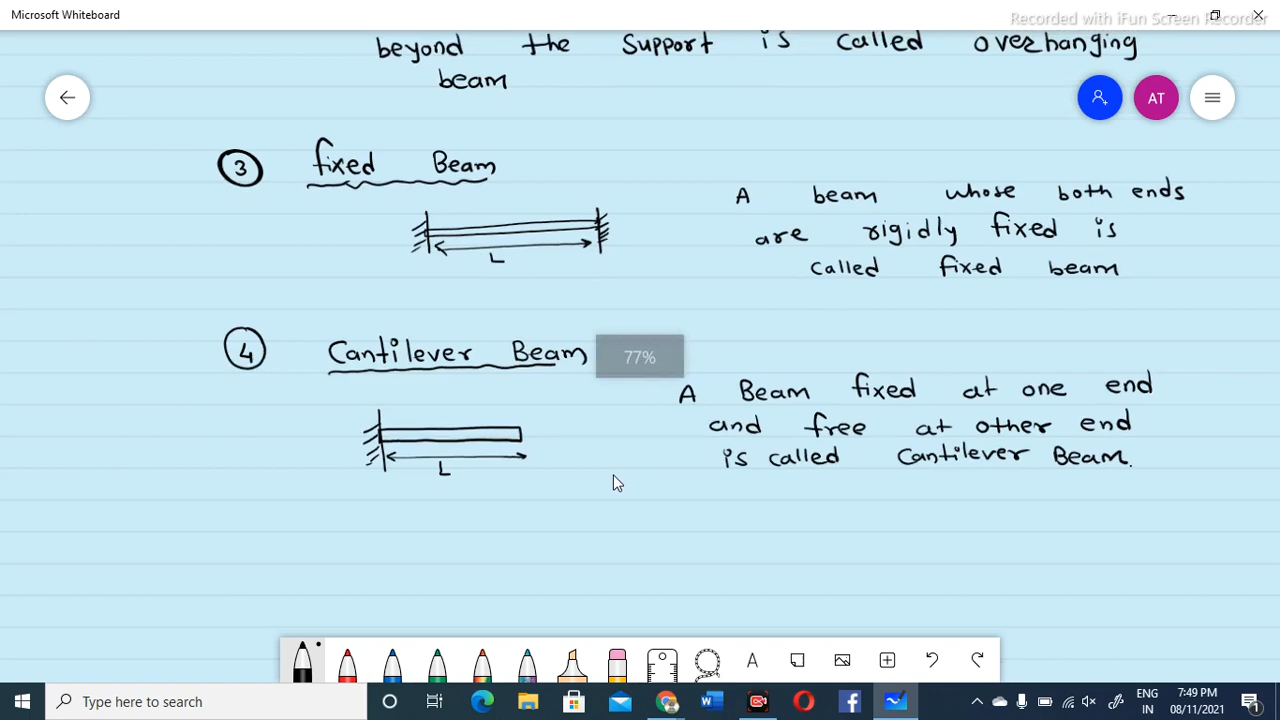 Microsoft Whiteboard
Recorded with iFun Screen Recorder
beyond the support is called overhanging
beam
AT
3 fixed Beam
A beam whose both ends
are rigidly fixed is
called fixed beam
L
4 Cantilever Beam
77%
A Beam fixed at one end
and free at other end
is called Cantilever Beam.
L
A
Type here to search
ENG
IN
7:49 PM
08/11/2021
1